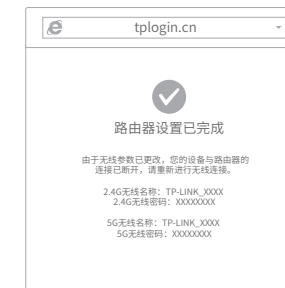 tplogin.cn
路由器设置已完成
由于无线参数已更改，您的设备与路由器的
连接已断开，请重新进行无线连接。
2.4G无线名称：TP-LINK_XXXX
2.4G无线密码：XXXXXXXX
5G无线名称：TP-LINK_XXXX
5G无线密码：XXXXXXXX